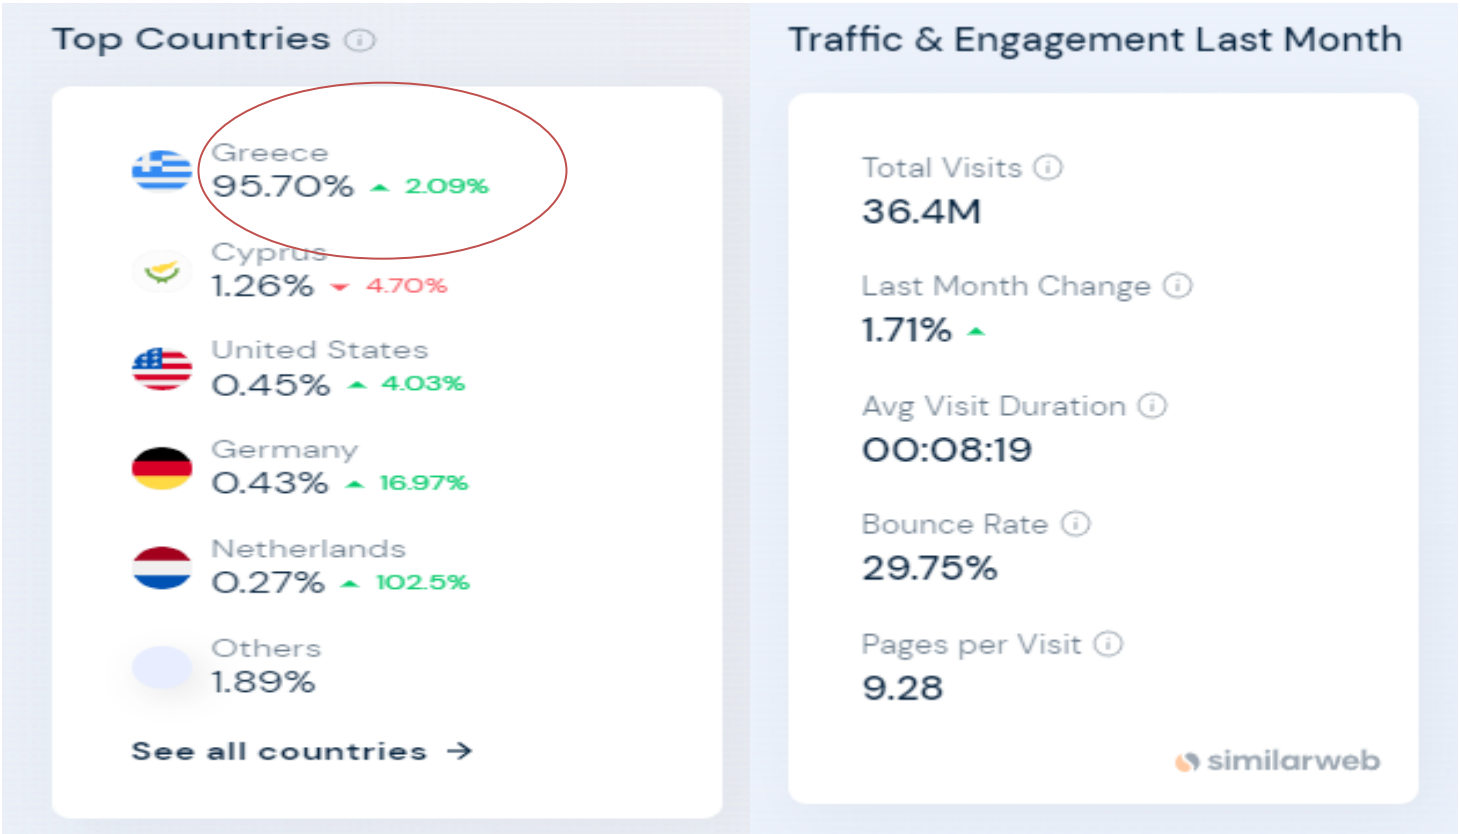 Top Countries
Greece
95.70% 2.09%
Cyprus
1.26% 4.70%
United States
0.45% 4.03%
Germany
0.43% 16.97%
Netherlands
0.27% 102.5%
Others
1.89%
See all countries →
Traffic & Engagement Last Month
Total Visits
36.4M
Last Month Change
1.71%
Avg Visit Duration
00:08:19
Bounce Rate
29.75%
Pages per Visit
9.28
similarweb